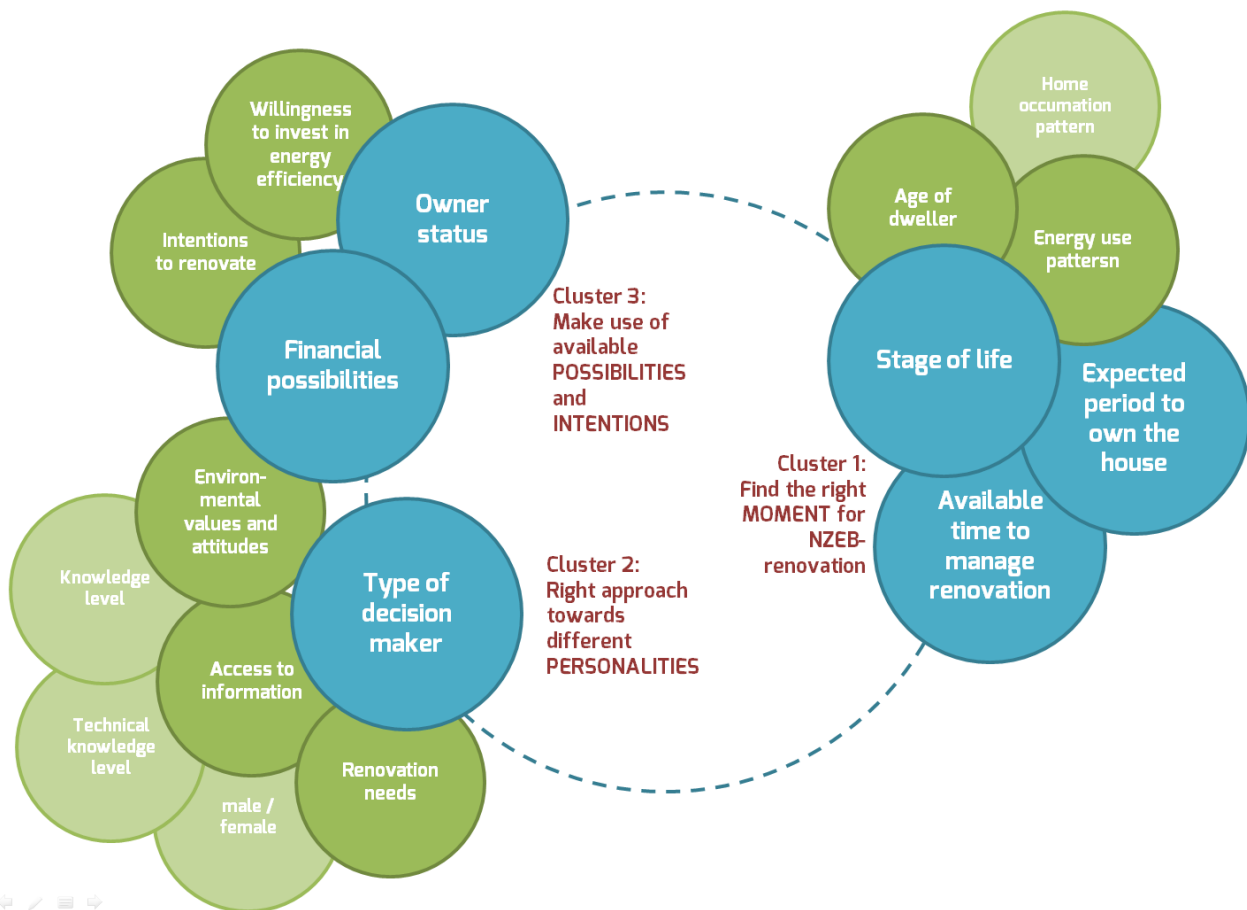 Willingness
to invest in
energy
efficiency
Owner
status
Intentions
to renovate
Financial
possibilities
Cluster 3:
Make use of
available
POSSIBILITIES
and
INTENTIONS
Home
occumation
pattern
Age of
dweller
Energy use
pattersn
Stage of life
Expected
period to
own the
house
Available
time to
manage
renovation
Cluster 1:
Find the right
MOMENT for
NZEB-
renovation
Environ-
mental
values and
attitudes
Knowledge
level
Type of
decision
maker
Cluster 2:
Right approach
towards
different
PERSONALITIES
Access to
information
Technical
knowledge
level
Renovation
needs
male /
female